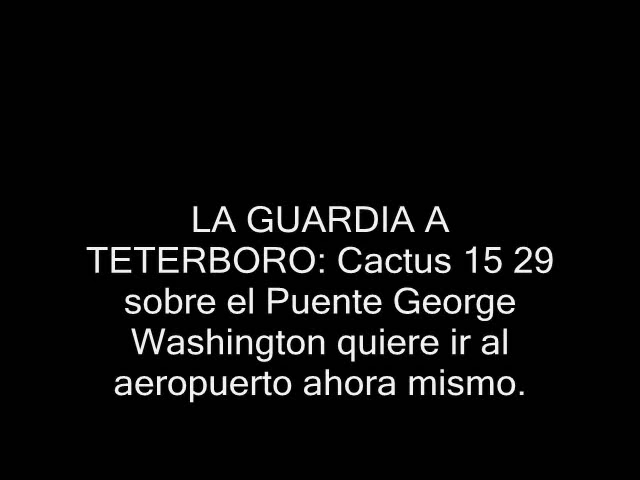 LA GUARDIA A
TETERBORO: Cactus 15 29
sobre el Puente George
Washington quiere ir al
aeropuerto ahora mismo.